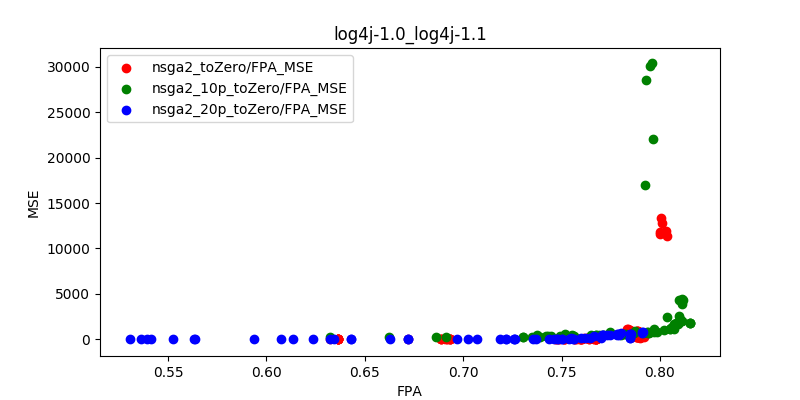 log4j-1.0_log4j-1.1
nsga2_toZero/FPA_MSE
nsga2_10p_toZero/FPA_MSE
nsga2_20p_toZero/FPA_MSE
30000
25000
20000
15000
10000
5000
0
MSE
0.55 0.60 0.65 0.70 0.75 0.80
FPA